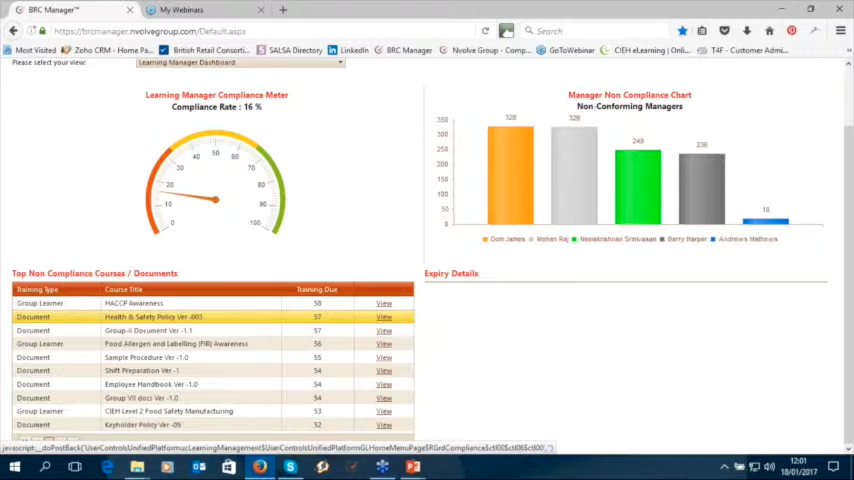 BRC Manager™
My Webinars
https://brcmanager.nvolvegroup.com/Default.aspx
Search
Most Visited
Zoho CRM - Home Pa...
British Retail Consorti...
SALSA Directory
LinkedIn
BRC Manager
Nvolve Group - Comp...
GoToWebinar
CIEH eLearning | Onli...
T4F - Customer Admi...
Please select your view:
Learning Manager Dashboard
Learning Manager Compliance Meter
Compliance Rate : 16 %
0 10 20 30 40 50 60 70 80 90 100
Manager Non Compliance Chart
Non-Conforming Managers
350
300
250
200
150
100
50
0
328
326
249
236
18
Dom James
Mohan Raj
Neelakrishnan Srinivasan
Barry Harper
Andrews Mathews
Top Non Compliance Courses / Documents
Training Type Course Title Training Due
Group Learner HACCP Awareness 58 View
Document Health & Safety Policy Ver -003 57 View
Document Group-II Document Ver -1.1 57 View
Group Learner Food Allergen and Labelling (FIR) Awareness 56 View
Document Sample Procedure Ver -1.0 55 View
Document Shift Preparation Ver -1 54 View
Document Employee Handbook Ver -1.0 54 View
Document Group VII docs Ver -1.0 54 View
Group Learner CIEH Level 2 Food Safety Manufacturing 53 View
Document Keyholder Policy Ver -09 52 View
Expiry Details
javascript:__doPostBack('UserControlsUnifiedPlatformucLearningManagement$UserControlsUnifiedPlatformGLHomeMenuPage$RGrdCompliance$ctl00$ctl06$ctl00','')
12:01
18/01/2017